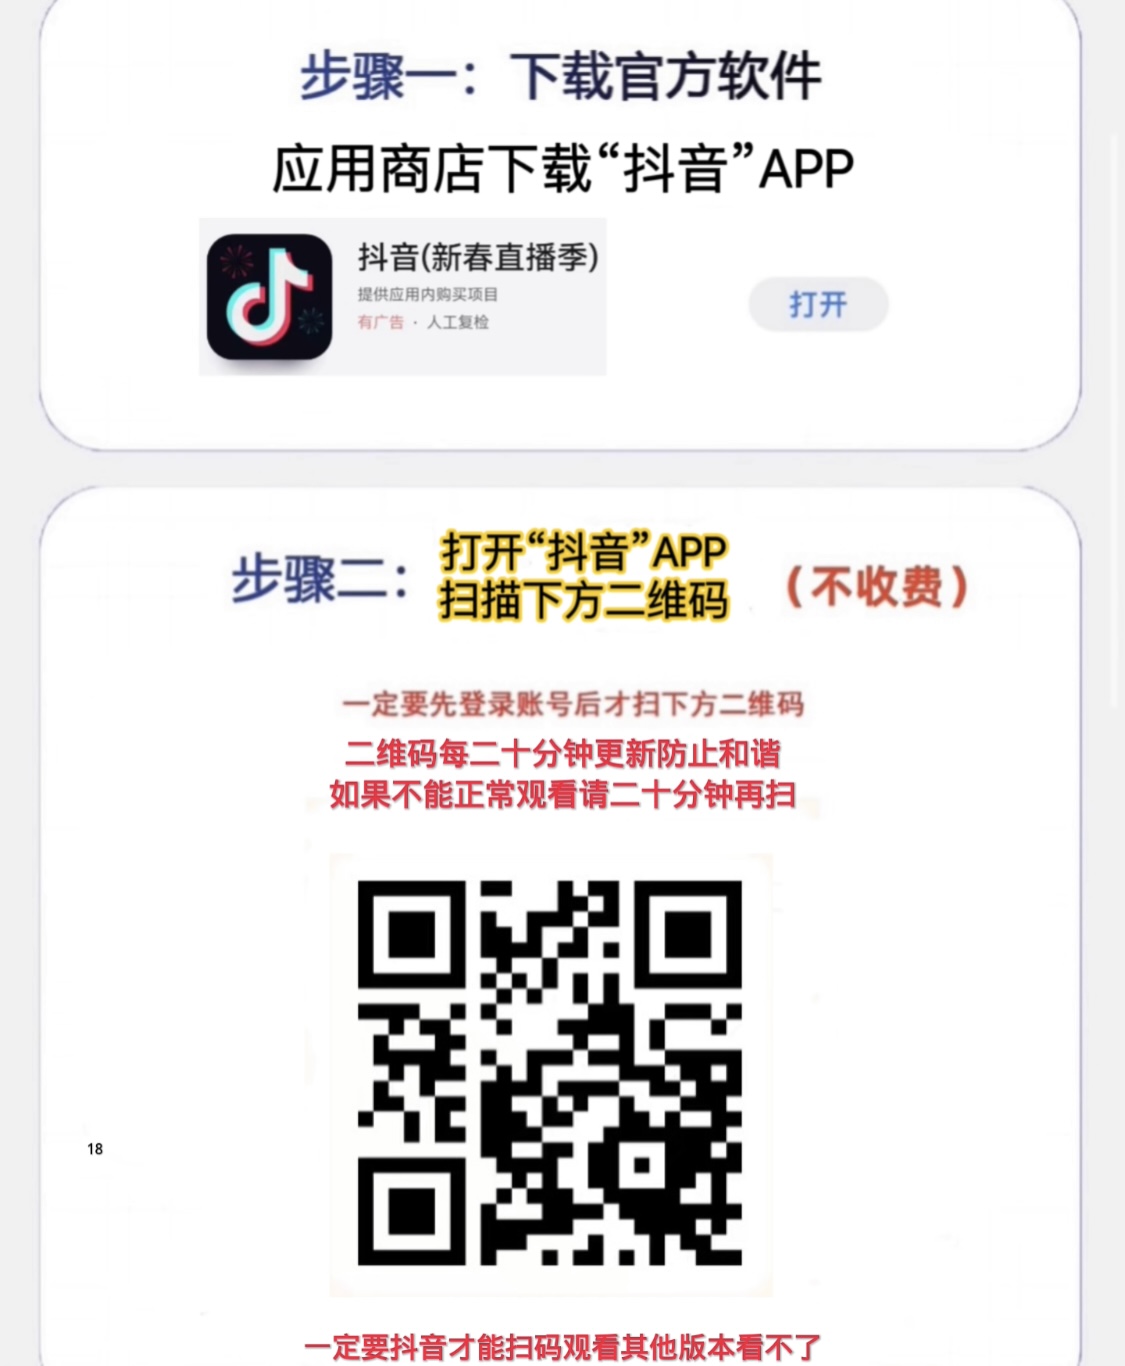 步骤一：下载官方软件
应用商店下载“抖音”APP
抖音(新春直播季)
提供应用内购买项目
有广告 · 人工复检
打开
步骤二：
打开“抖音”APP
扫描下方二维码
（不收费）
一定要先登录账号后才扫下方二维码
二维码每二十分钟更新防止和谐
如果不能正常观看请二十分钟再扫
18
一定要抖音才能扫码观看其他版本看不了